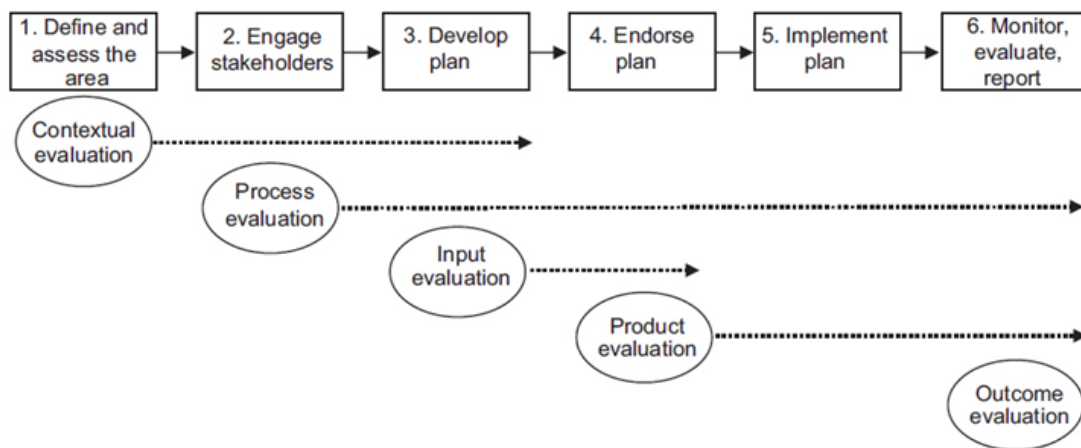 1. Define and
assess the
area
2. Engage
stakeholders
3. Develop
plan
4. Endorse
plan
5. Implement
plan
6. Monitor,
evaluate,
report
Contextual
evaluation
Process
evaluation
Input
evaluation
Product
evaluation
Outcome
evaluation